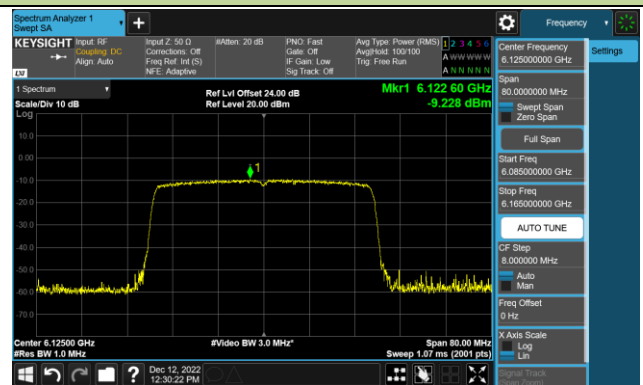 Spectrum Analyzer 1
Swept SA
Frequency
KEYSIGHT
Input: RF
Coupling: DC
Align: Auto
Input Z: 50 Ω
Corrections: Off
Freq Ref: Int (S)
NFE: Adaptive
#Atten: 20 dB
PNO: Fast
Gate: Off
IF Gain: Low
Sig Track: Off
Avg Type: Power (RMS)
Avg|Hold: 100/100
Trig: Free Run
1 2 3 4 5 6
A W W W W W
A N N N N N
LXI
1 Spectrum
Scale/Div 10 dB
Log
Ref Lvl Offset 24.00 dB
Ref Level 20.00 dBm
Mkr1 6.122 60 GHz
-9.228 dBm
10.0
0.00
-10.0
-20.0
-30.0
-40.0
-50.0
-60.0
-70.0
1
Center 6.12500 GHz
#Res BW 1.0 MHz
#Video BW 3.0 MHz*
Span 80.00 MHz
Sweep 1.07 ms (2001 pts)
Dec 12, 2022
12:30:22 PM
Center Frequency
6.125000000 GHz
Settings
Span
80.0000000 MHz
Swept Span
Zero Span
Full Span
Start Freq
6.085000000 GHz
Stop Freq
6.165000000 GHz
AUTO TUNE
CF Step
8.000000 MHz
Auto
Man
Freq Offset
0 Hz
X Axis Scale
Log
Lin
Signal Track
(Span Zoom)